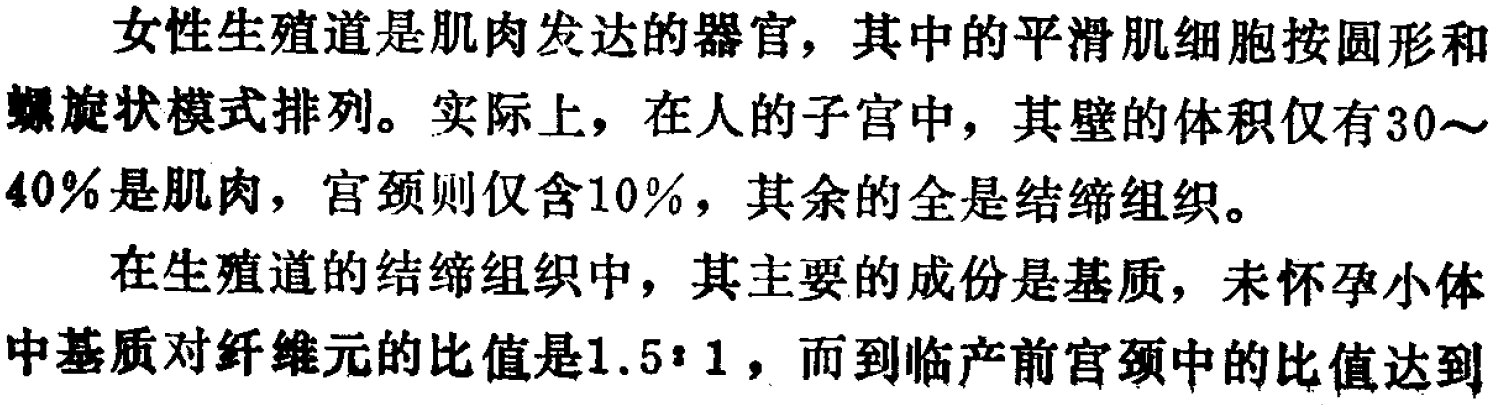 女性生殖道是肌肉发达的器官，其中的平滑肌细胞按圆形和
螺旋状模式排列。实际上，在人的子宫中，其壁的体积仅有30～
40%是肌肉，宫颈则仅含10%，其余的全是结缔组织。
在生殖道的结缔组织中，其主要的成份是基质，未怀孕小体
中基质对纤维元的比值是1.5：1，而到临产前宫颈中的比值达到